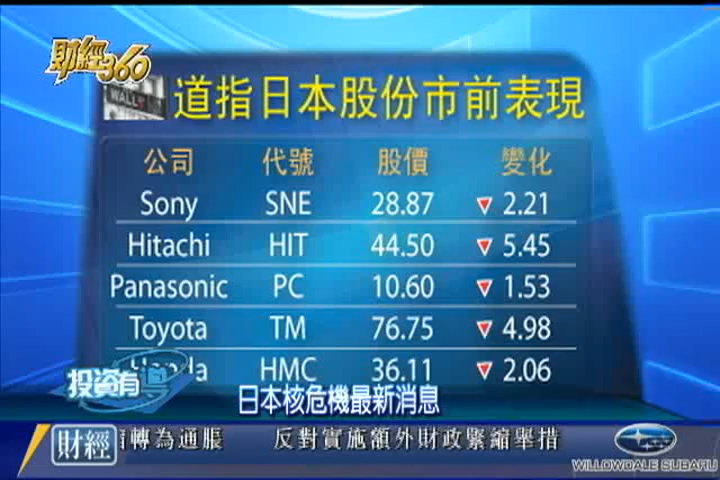 財經360
WALL
道指日本股份市前表現
公司 代號 股價 變化
Sony SNE 28.87 ▼ 2.21
Hitachi HIT 44.50 ▼ 5.45
Panasonic PC 10.60 ▼ 1.53
Toyota TM 76.75 ▼ 4.98
HMC 36.11 ▼ 2.06
投資有導
日本核危機最新消息
財經 轉為通脹 反對實施額外財政緊縮舉措
WILLOWDALE SUBARU